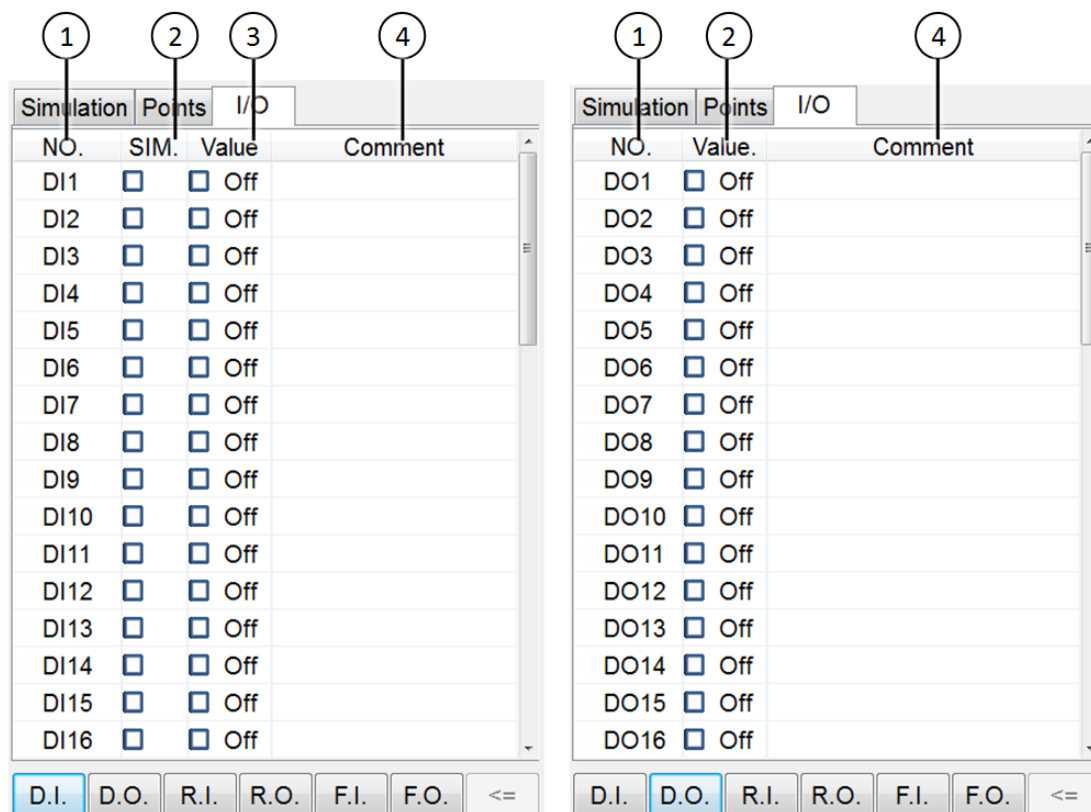 1 2 3 4
Simulation Points I/O
NO. SIM. Value Comment
DI1 Off
DI2 Off
DI3 Off
DI4 Off
DI5 Off
DI6 Off
DI7 Off
DI8 Off
DI9 Off
DI10 Off
DI11 Off
DI12 Off
DI13 Off
DI14 Off
DI15 Off
DI16 Off
D.I. D.O. R.I. R.O. F.I. F.O. <=
1 2 4
Simulation Points I/O
NO. Value. Comment
DO1 Off
DO2 Off
DO3 Off
DO4 Off
DO5 Off
DO6 Off
DO7 Off
DO8 Off
DO9 Off
DO10 Off
DO11 Off
DO12 Off
DO13 Off
DO14 Off
DO15 Off
DO16 Off
D.I. D.O. R.I. R.O. F.I. F.O. <=